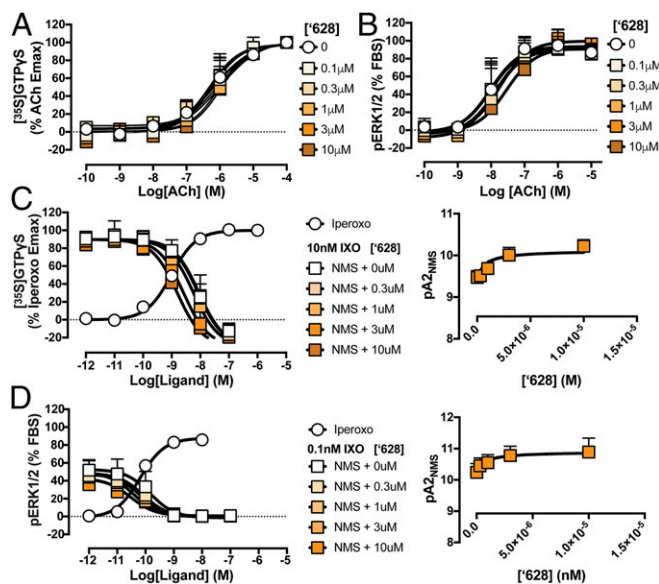 A
[³⁵S]GTPγS
(% ACh Emax)
120
100
80
60
40
20
0
-20
-10 -9 -8 -7 -6 -5 -4
Log[ACh] (M)
['628]
0
0.1μM
0.3μM
1μM
3μM
10μM
B
pERK1/2 (% FBS)
120
100
80
60
40
20
0
-20
-10 -9 -8 -7 -6 -5
Log [ACh] (M)
['628]
0
0.1μM
0.3μM
1μM
3μM
10μM
C
[³⁵S]GTPγS
(% Iperoxo Emax)
120
100
80
60
40
20
0
-20
-12 -11 -10 -9 -8 -7 -6 -5
Log[Ligand] (M)
Iperoxo
10nM IXO ['628]
NMS + 0uM
NMS + 0.3uM
NMS + 1uM
NMS + 3uM
NMS + 10uM
pA2NMS
11
10
9
0.0
5.0×10⁻⁶
1.0×10⁻⁵
1.5×10⁻⁵
['628] (M)
D
pERK1/2 (% FBS)
120
100
80
60
40
20
0
-12 -11 -10 -9 -8 -7 -6
Log[Ligand] (M)
Iperoxo
0.1nM IXO ['628]
NMS + 0uM
NMS + 0.3uM
NMS + 1uM
NMS + 3uM
NMS + 10uM
pA2NMS
12
11
10
9
0.0
5.0×10⁻⁶
1.0×10⁻⁵
1.5×10⁻⁵
['628] (nM)